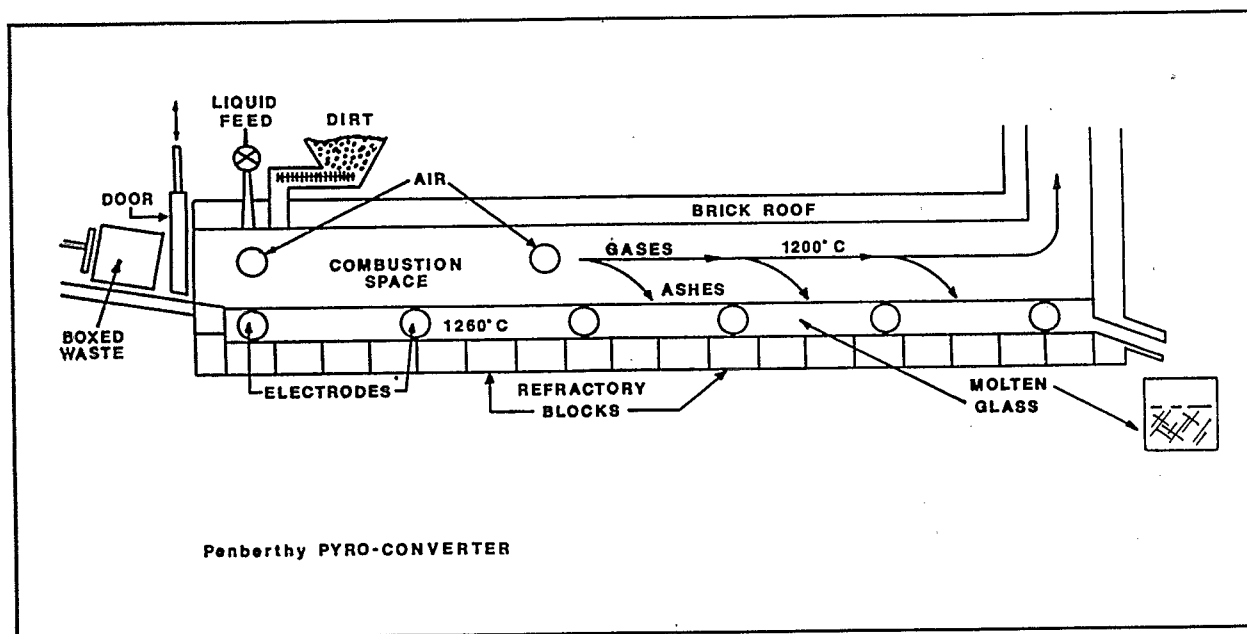 LIQUID
FEED
DIRT
DOOR
AIR
BRICK ROOF
GASES
1200° C
COMBUSTION
SPACE
ASHES
1260° C
BOXED
WASTE
ELECTRODES
REFRACTORY
BLOCKS
MOLTEN
GLASS
Penberthy PYRO-CONVERTER